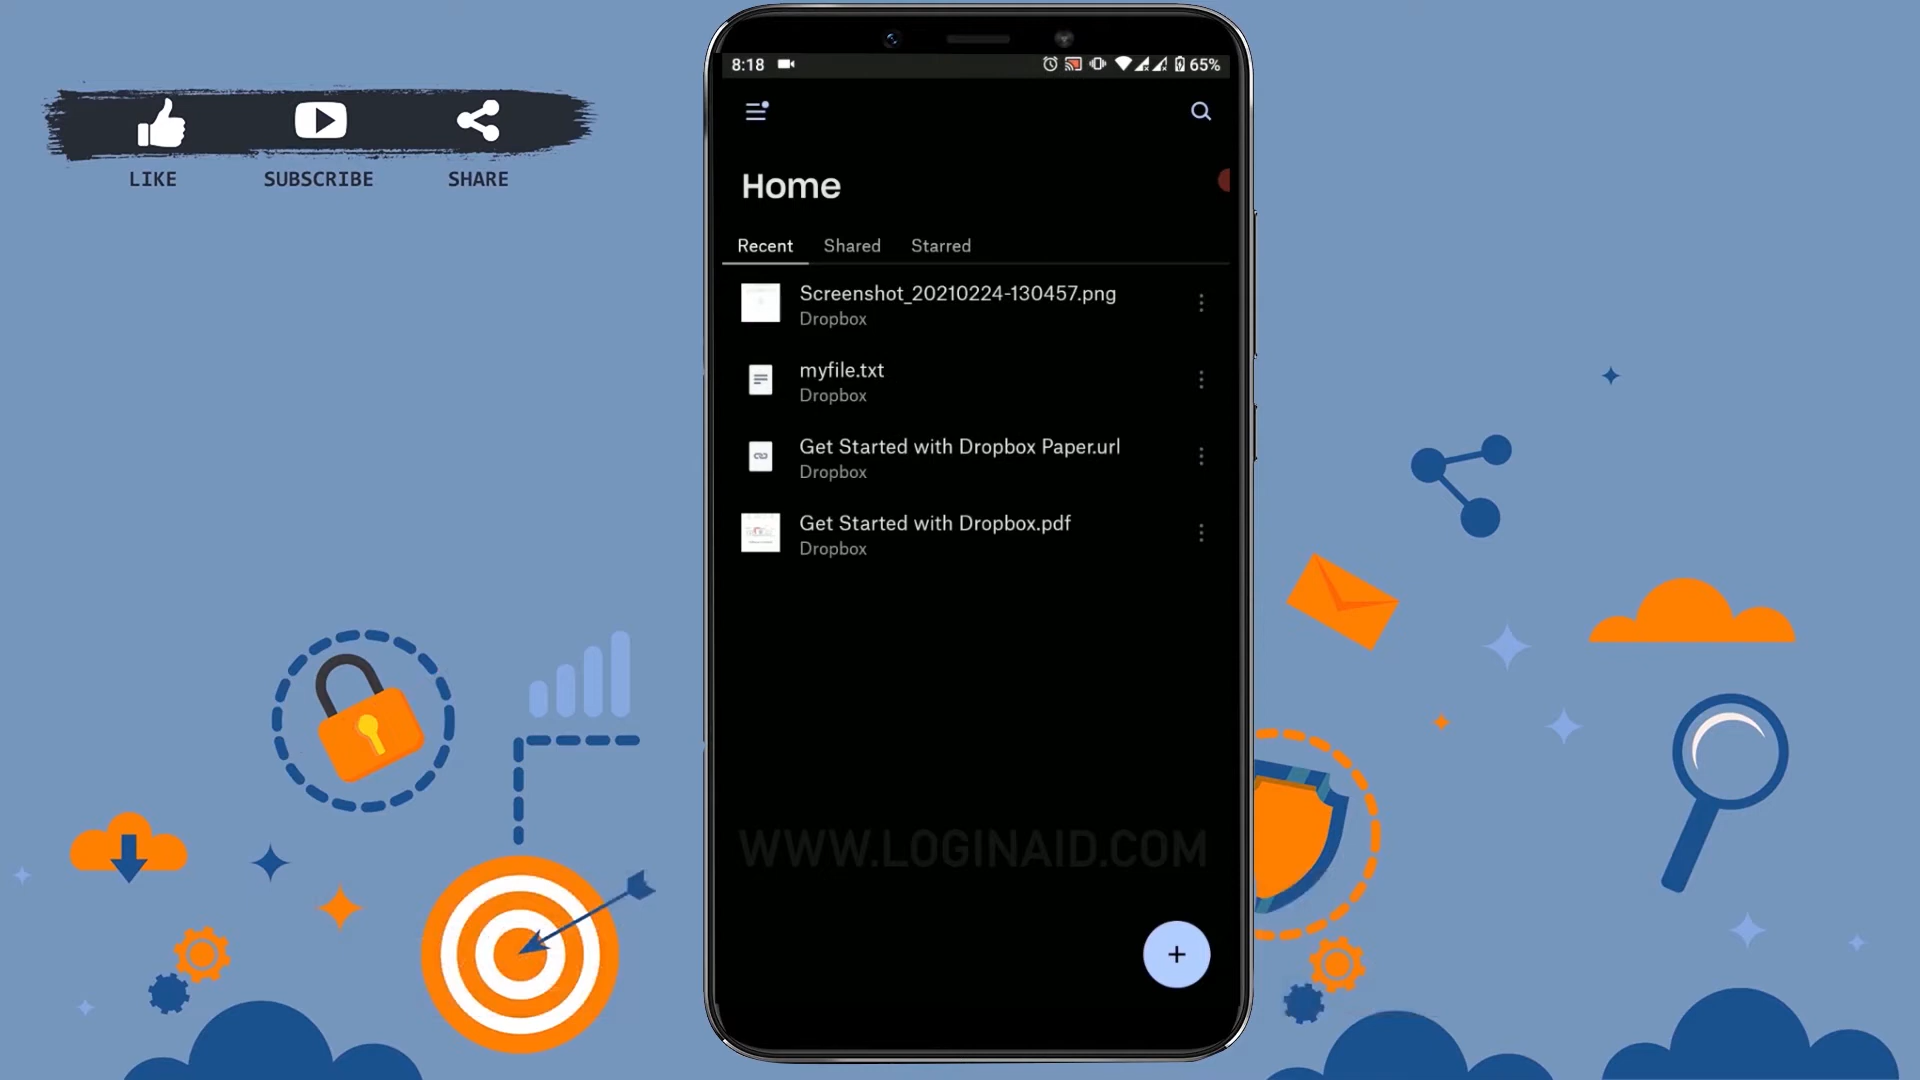 LIKE
SUBSCRIBE
SHARE
8:18
65%
Home
Recent
Shared
Starred
Screenshot_20210224-130457.png
Dropbox
myfile.txt
Dropbox
Get Started with Dropbox Paper.url
Dropbox
Get Started with Dropbox.pdf
Dropbox
WWW.LOGINAID.COM